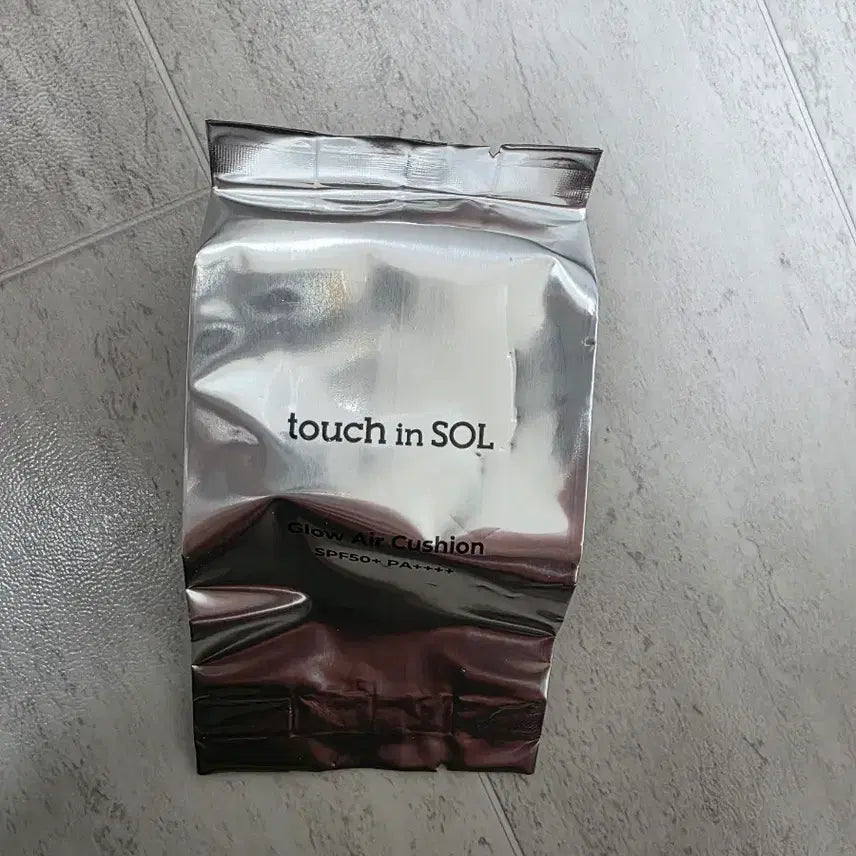 touch in SOL
Glow Air Cushion
SPF50+ PA++++